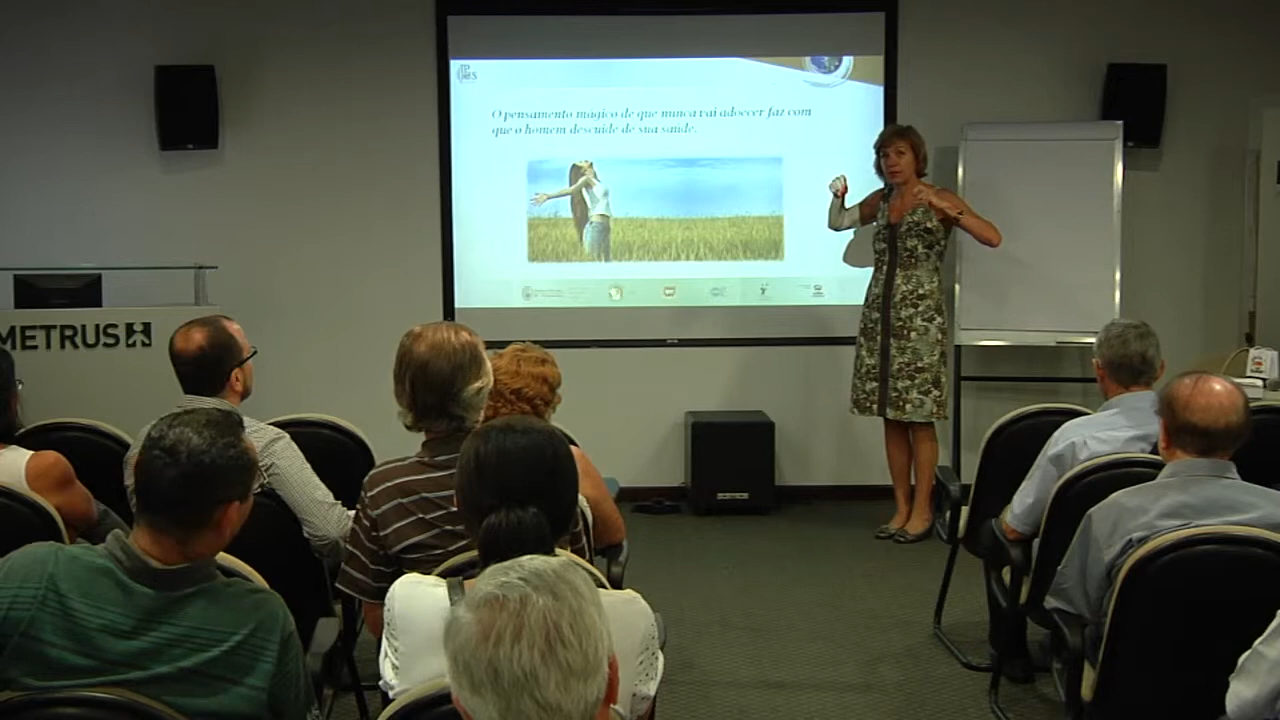 O pensamento mágico de que nunca vai adoecer faz com
que o homem descuide de sua saúde.
METRUS